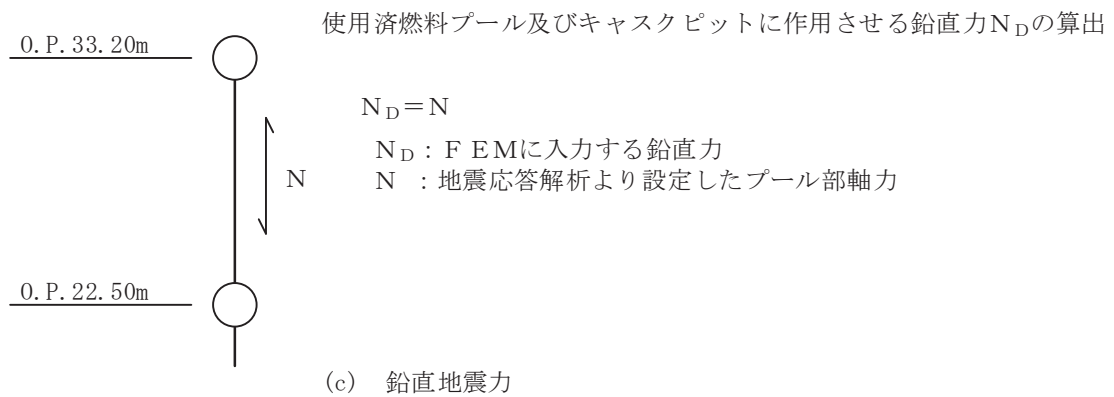 使用済燃料プール及びキャスクピットに作用させる鉛直力NDの算出
O.P.33.20m
ND＝N
ND：ＦＥＭに入力する鉛直力
N
N ：地震応答解析より設定したプール部軸力
O.P.22.50m
(c) 鉛直地震力